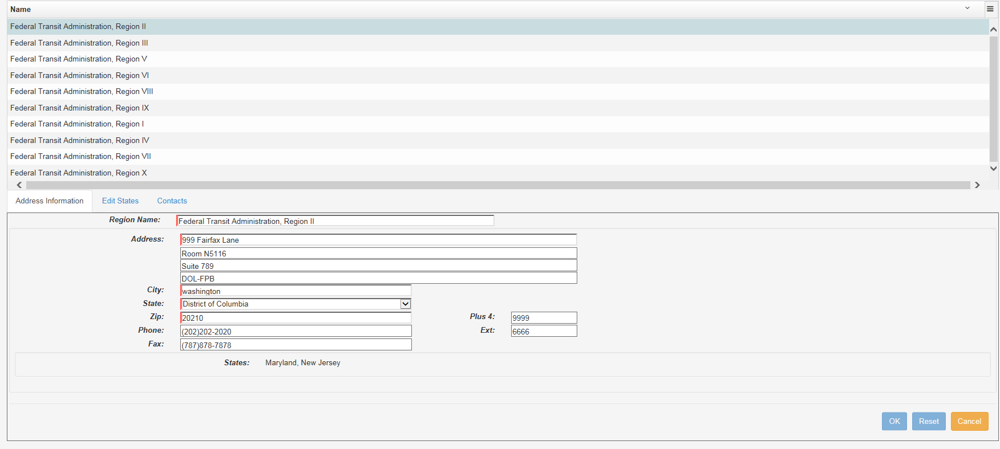 Name
Federal Transit Administration, Region II
Federal Transit Administration, Region III
Federal Transit Administration, Region V
Federal Transit Administration, Region VI
Federal Transit Administration, Region VIII
Federal Transit Administration, Region IX
Federal Transit Administration, Region I
Federal Transit Administration, Region IV
Federal Transit Administration, Region VII
Federal Transit Administration, Region X
Address Information Edit States Contacts
Region Name: Federal Transit Administration, Region II
Address: 999 Fairfax Lane
Room N5116
Suite 789
DOL-FPB
City: washington
State: District of Columbia
Zip: 20210 Plus 4: 9999
Phone: (202)202-2020 Ext: 6666
Fax: (787)878-7878
States: Maryland, New Jersey
OK Reset Cancel